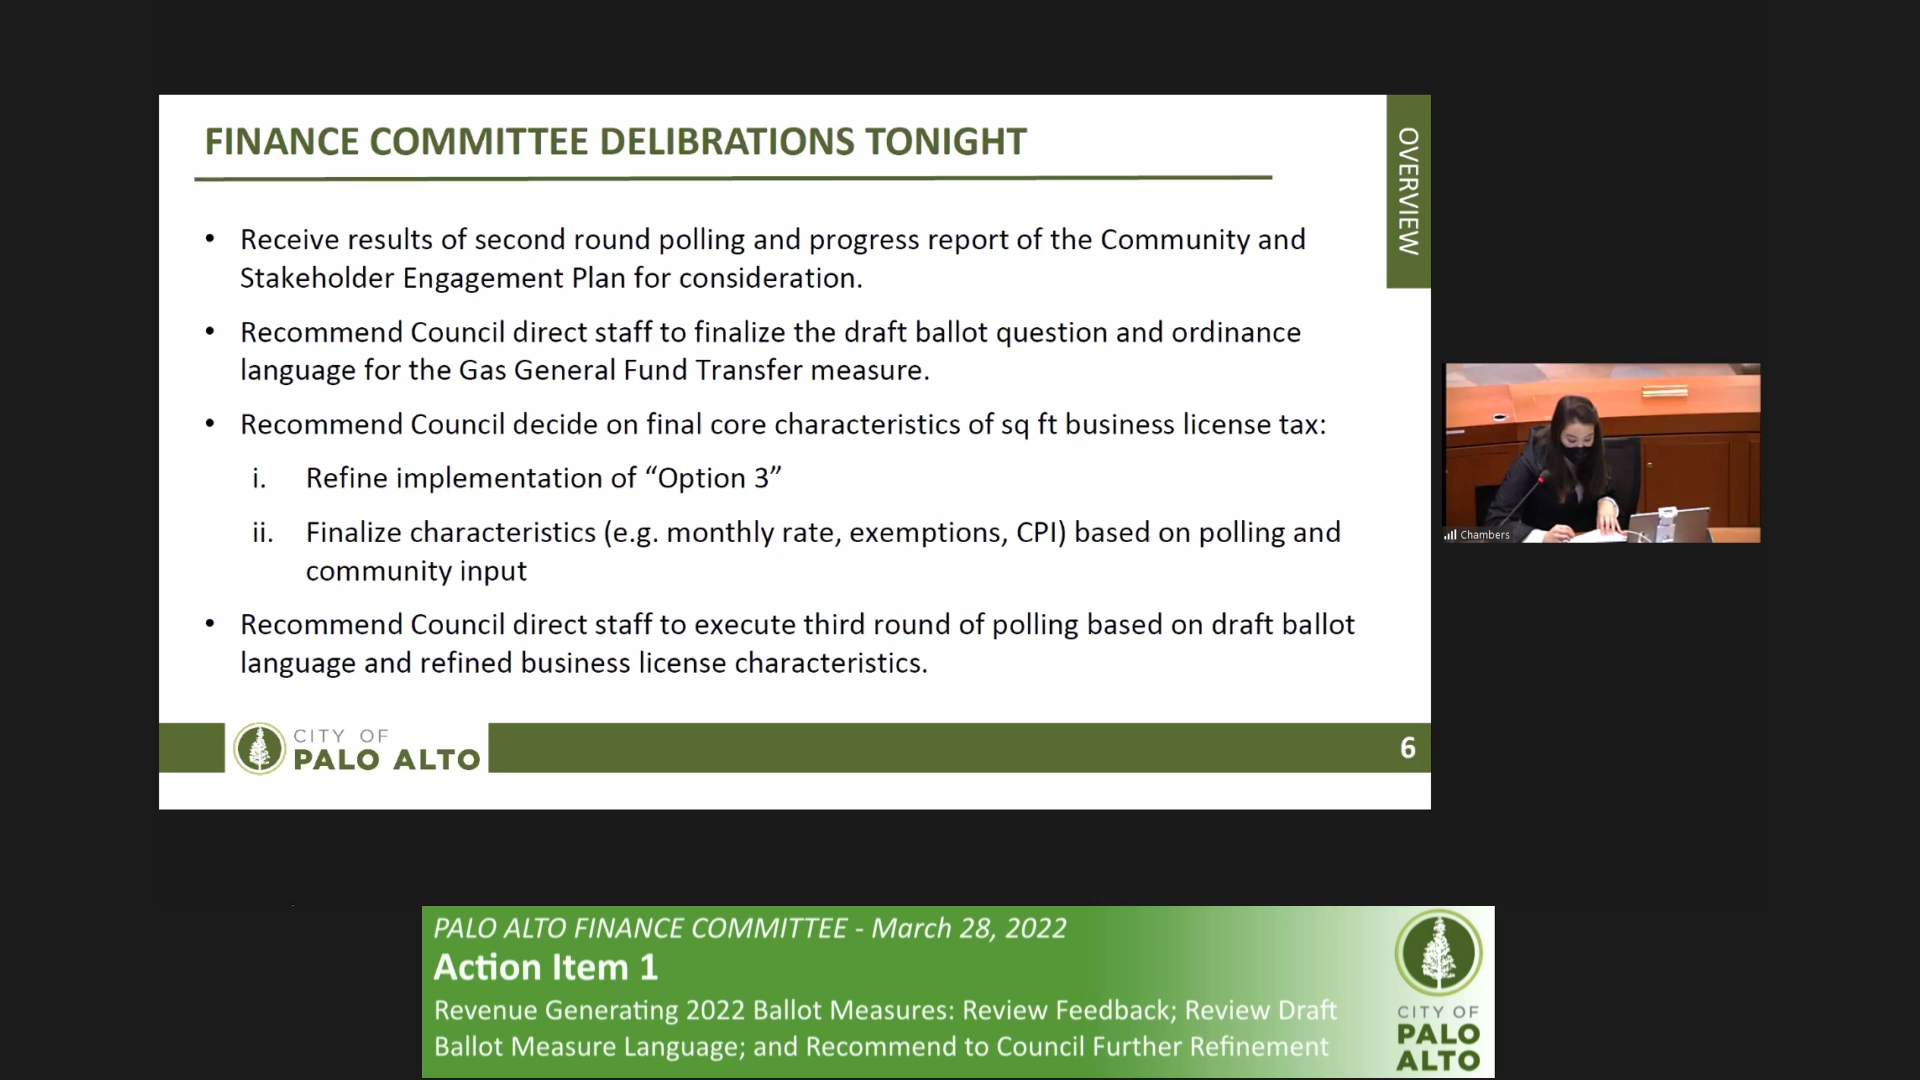 FINANCE COMMITTEE DELIBRATIONS TONIGHT
OVERVIEW
• Receive results of second round polling and progress report of the Community and
Stakeholder Engagement Plan for consideration.
• Recommend Council direct staff to finalize the draft ballot question and ordinance
language for the Gas General Fund Transfer measure.
• Recommend Council decide on final core characteristics of sq ft business license tax:
i. Refine implementation of “Option 3”
ii. Finalize characteristics (e.g. monthly rate, exemptions, CPI) based on polling and
community input
• Recommend Council direct staff to execute third round of polling based on draft ballot
language and refined business license characteristics.
CITY OF
PALO ALTO
6
Chambers
PALO ALTO FINANCE COMMITTEE - March 28, 2022
Action Item 1
Revenue Generating 2022 Ballot Measures: Review Feedback; Review Draft
Ballot Measure Language; and Recommend to Council Further Refinement
CITY OF
PALO
ALTO